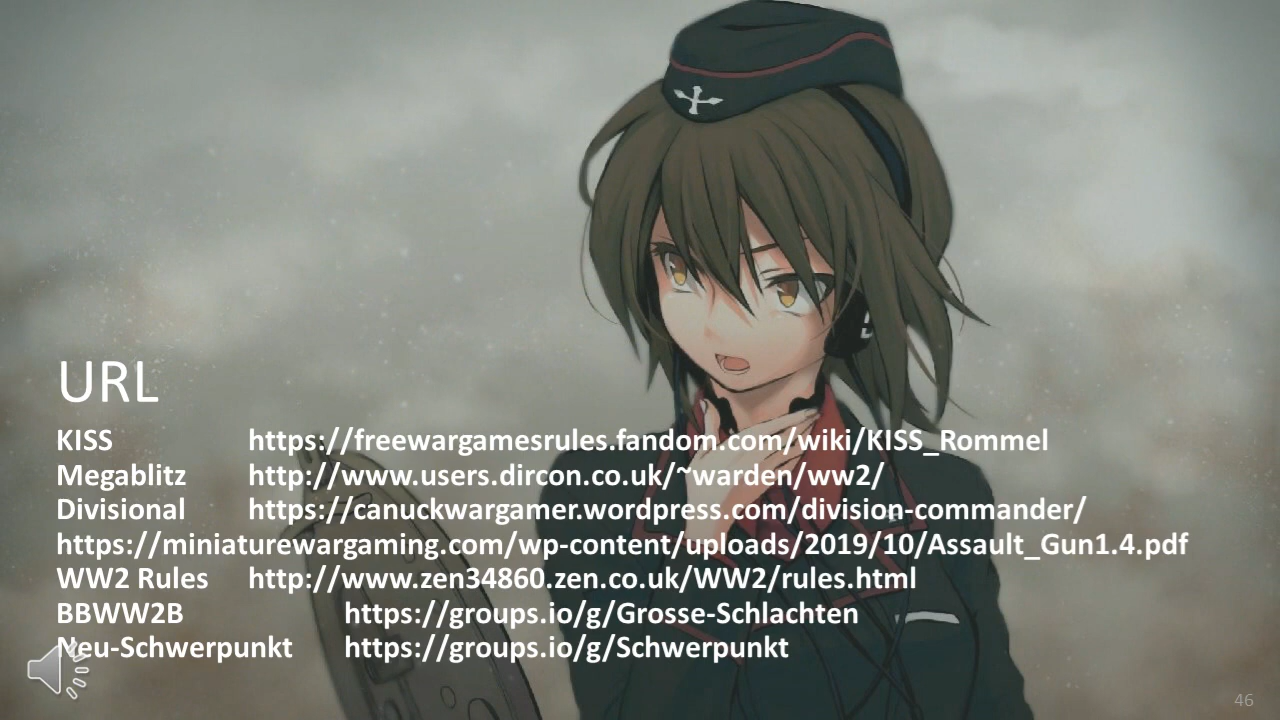 URL
KISS https://freewargamesrules.fandom.com/wiki/KISS_Rommel
Megablitz http://www.users.dircon.co.uk/~warden/ww2/
Divisional https://canuckwargamer.wordpress.com/division-commander/
https://miniaturewargaming.com/wp-content/uploads/2019/10/Assault_Gun1.4.pdf
WW2 Rules http://www.zen34860.zen.co.uk/WW2/rules.html
BBWW2B https://groups.io/g/Grosse-Schlachten
Neu-Schwerpunkt https://groups.io/g/Schwerpunkt
46